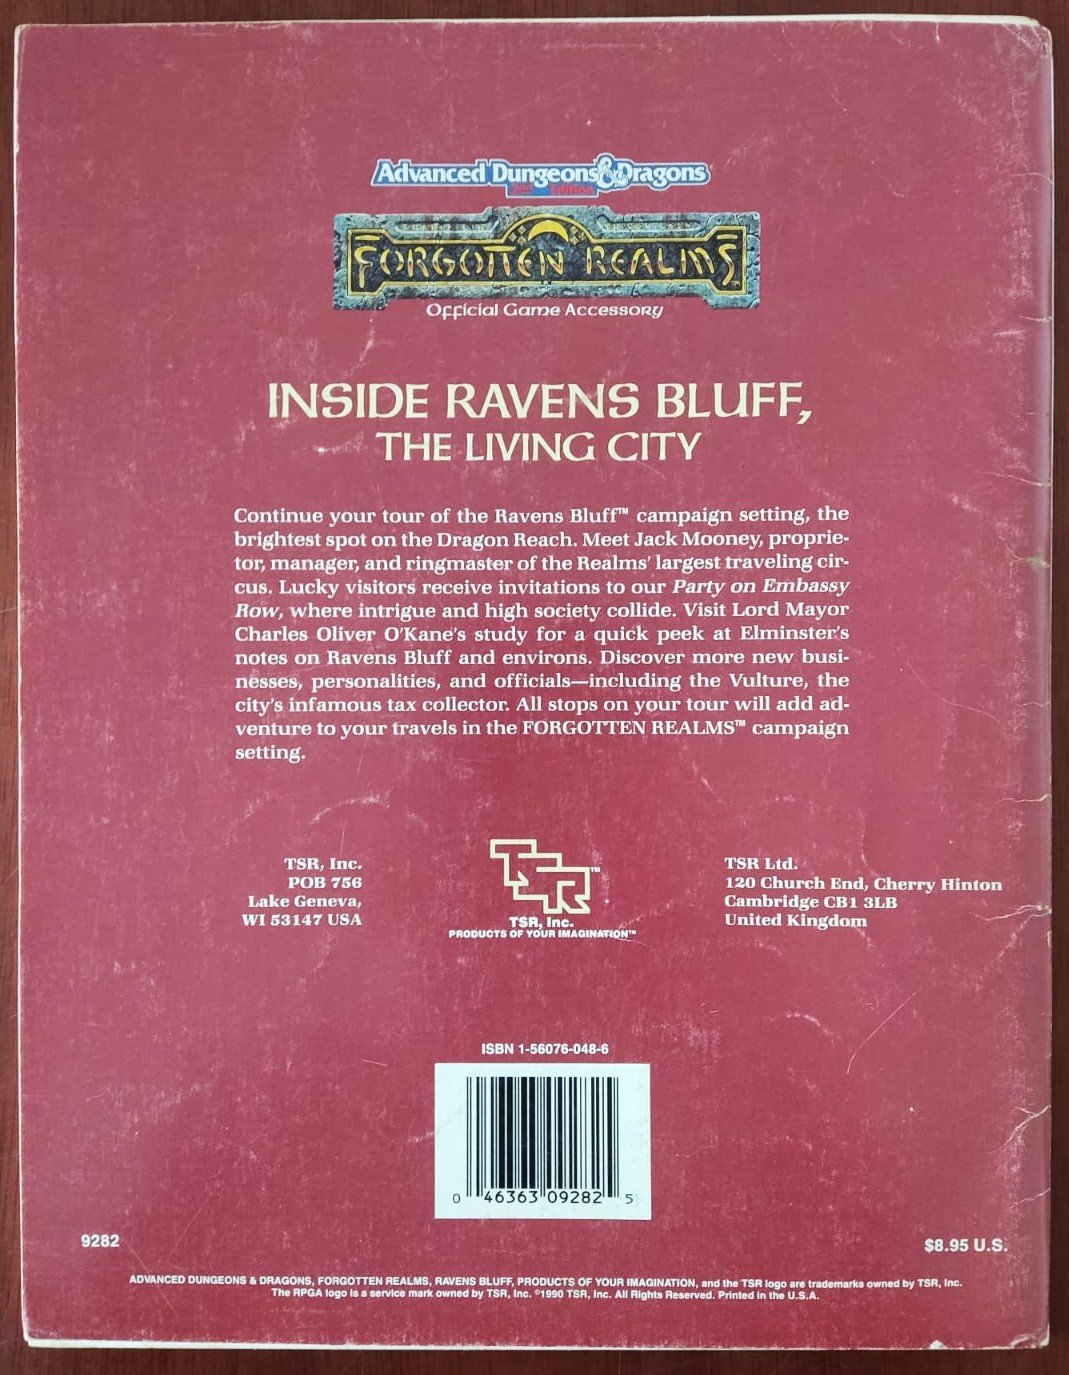 Advanced Dungeons & Dragons
2nd Edition
FORGOTTEN REALMS™
Official Game Accessory
INSIDE RAVENS BLUFF,
THE LIVING CITY
Continue your tour of the Ravens Bluff™ campaign setting, the
brightest spot on the Dragon Reach. Meet Jack Mooney, proprie-
tor, manager, and ringmaster of the Realms' largest traveling cir-
cus. Lucky visitors receive invitations to our Party on Embassy
Row, where intrigue and high society collide. Visit Lord Mayor
Charles Oliver O'Kane's study for a quick peek at Elminster's
notes on Ravens Bluff and environs. Discover more new busi-
nesses, personalities, and officials—including the Vulture, the
city's infamous tax collector. All stops on your tour will add ad-
venture to your travels in the FORGOTTEN REALMS™ campaign
setting.
TSR, Inc.
POB 756
Lake Geneva,
WI 53147 USA
TSR™
TSR, Inc.
PRODUCTS OF YOUR IMAGINATION™
TSR Ltd.
120 Church End, Cherry Hinton
Cambridge CB1 3LB
United Kingdom
ISBN 1-56076-048-6
0 46363 09282 5
9282
$8.95 U.S.
ADVANCED DUNGEONS & DRAGONS, FORGOTTEN REALMS, RAVENS BLUFF, PRODUCTS OF YOUR IMAGINATION, and the TSR logo are trademarks owned by TSR, Inc.
The RPGA logo is a service mark owned by TSR, Inc. ©1990 TSR, Inc. All Rights Reserved. Printed in the U.S.A.